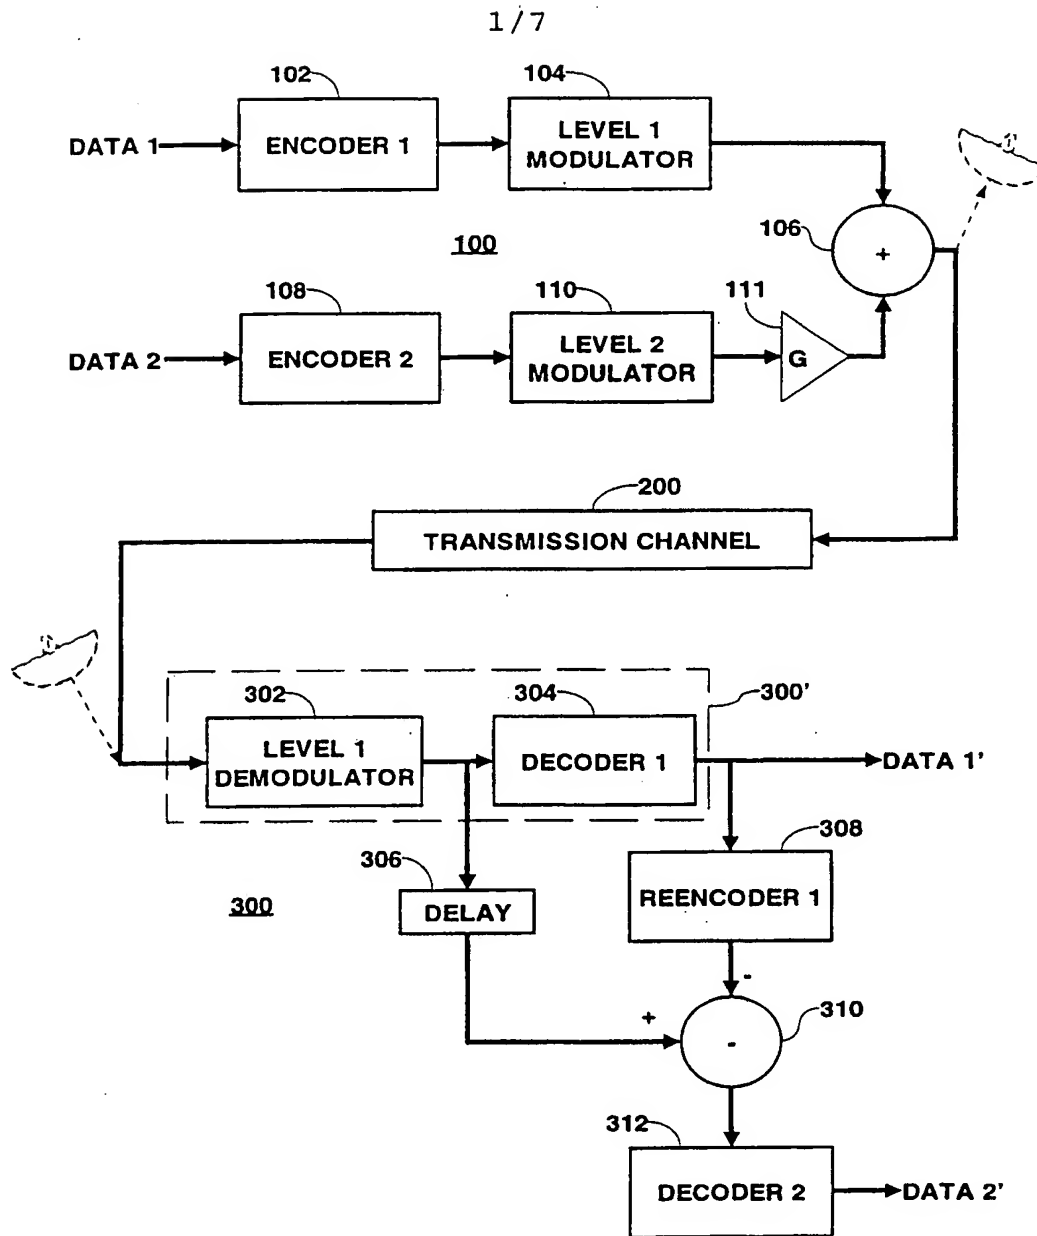 1/7
102
104
DATA 1
ENCODER 1
LEVEL 1
MODULATOR
106
+
100
108
110
111
DATA 2
ENCODER 2
LEVEL 2
MODULATOR
G
200
TRANSMISSION CHANNEL
302
304
300'
LEVEL 1
DEMODULATOR
DECODER 1
DATA 1'
306
308
300
DELAY
REENCODER 1
-
+
310
-
312
DECODER 2
DATA 2'